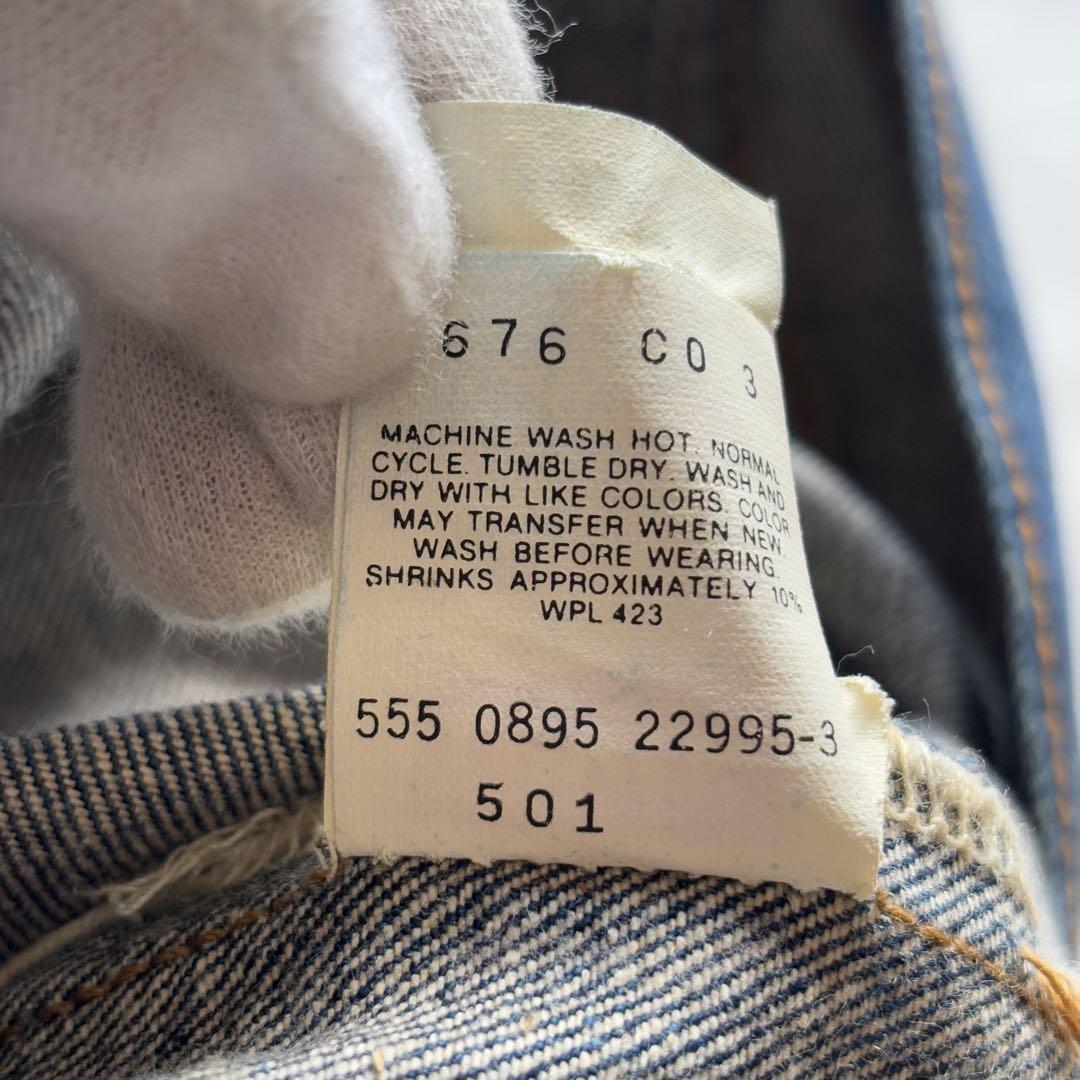 676 CO 3
MACHINE WASH HOT. NORMAL
CYCLE. TUMBLE DRY. WASH AND
DRY WITH LIKE COLORS. COLOR
MAY TRANSFER WHEN NEW.
WASH BEFORE WEARING.
SHRINKS APPROXIMATELY 10%
WPL 423
555 0895 22995-3
501